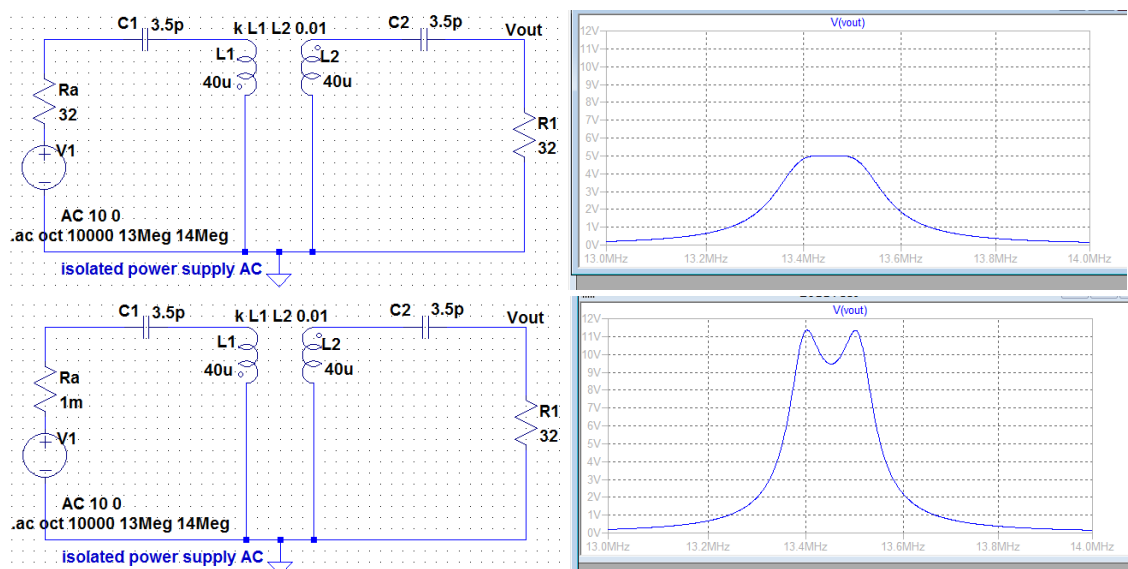 C1
3.5p
k L1 L2 0.01
C2
3.5p
Vout
L1
40u
L2
40u
Ra
32
V1
R1
32
AC 10 0
.ac oct 10000 13Meg 14Meg
isolated power supply AC
V(vout)
12V
11V
10V
9V
8V
7V
6V
5V
4V
3V
2V
1V
0V
13.0MHz
13.2MHz
13.4MHz
13.6MHz
13.8MHz
14.0MHz
C1
3.5p
k L1 L2 0.01
C2
3.5p
Vout
L1
40u
L2
40u
Ra
1m
V1
R1
32
AC 10 0
.ac oct 10000 13Meg 14Meg
isolated power supply AC
V(vout)
12V
11V
10V
9V
8V
7V
6V
5V
4V
3V
2V
1V
0V
13.0MHz
13.2MHz
13.4MHz
13.6MHz
13.8MHz
14.0MHz